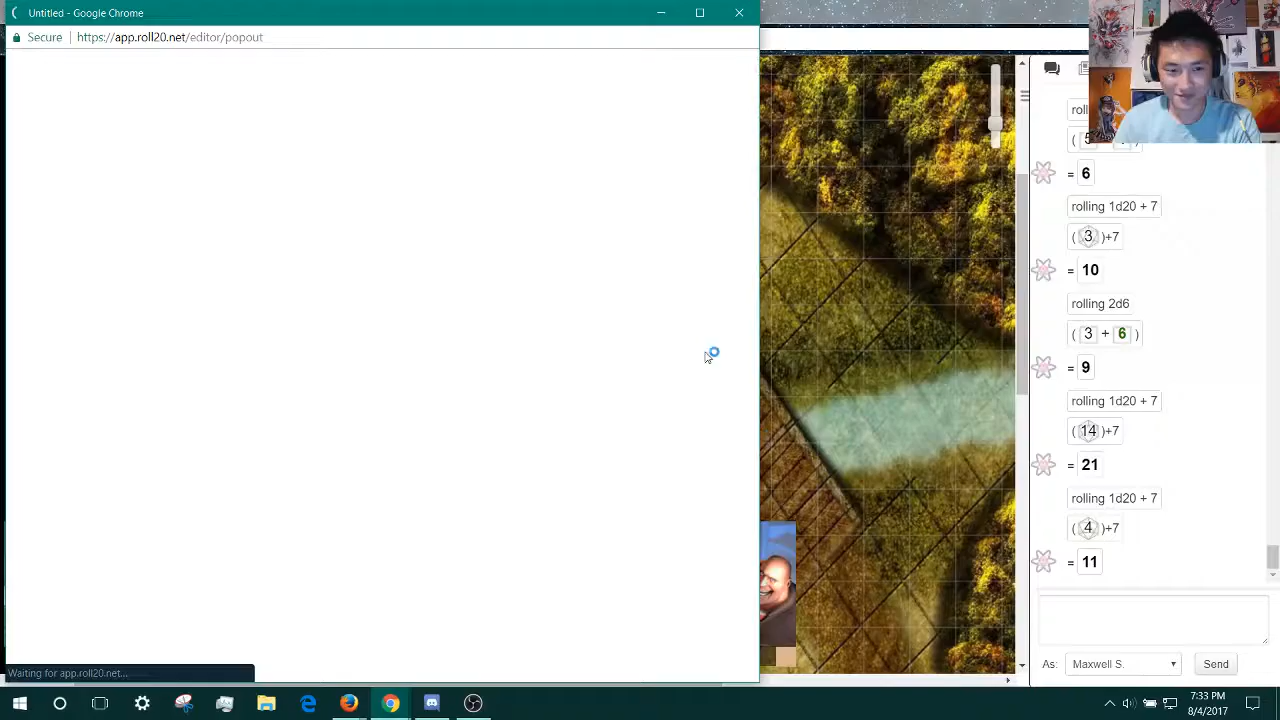 Untitled - Google Chrome
Secure https://app.roll20.net/editor/popout
roll
= 6
rolling 1d20 + 7
( 3 )+7
= 10
rolling 2d6
( 3 + 6 )
= 9
rolling 1d20 + 7
( 14 )+7
= 21
rolling 1d20 + 7
( 4 )+7
= 11
As: Maxwell S. Send
Waiting for app.roll20.net...
7:33 PM
8/4/2017